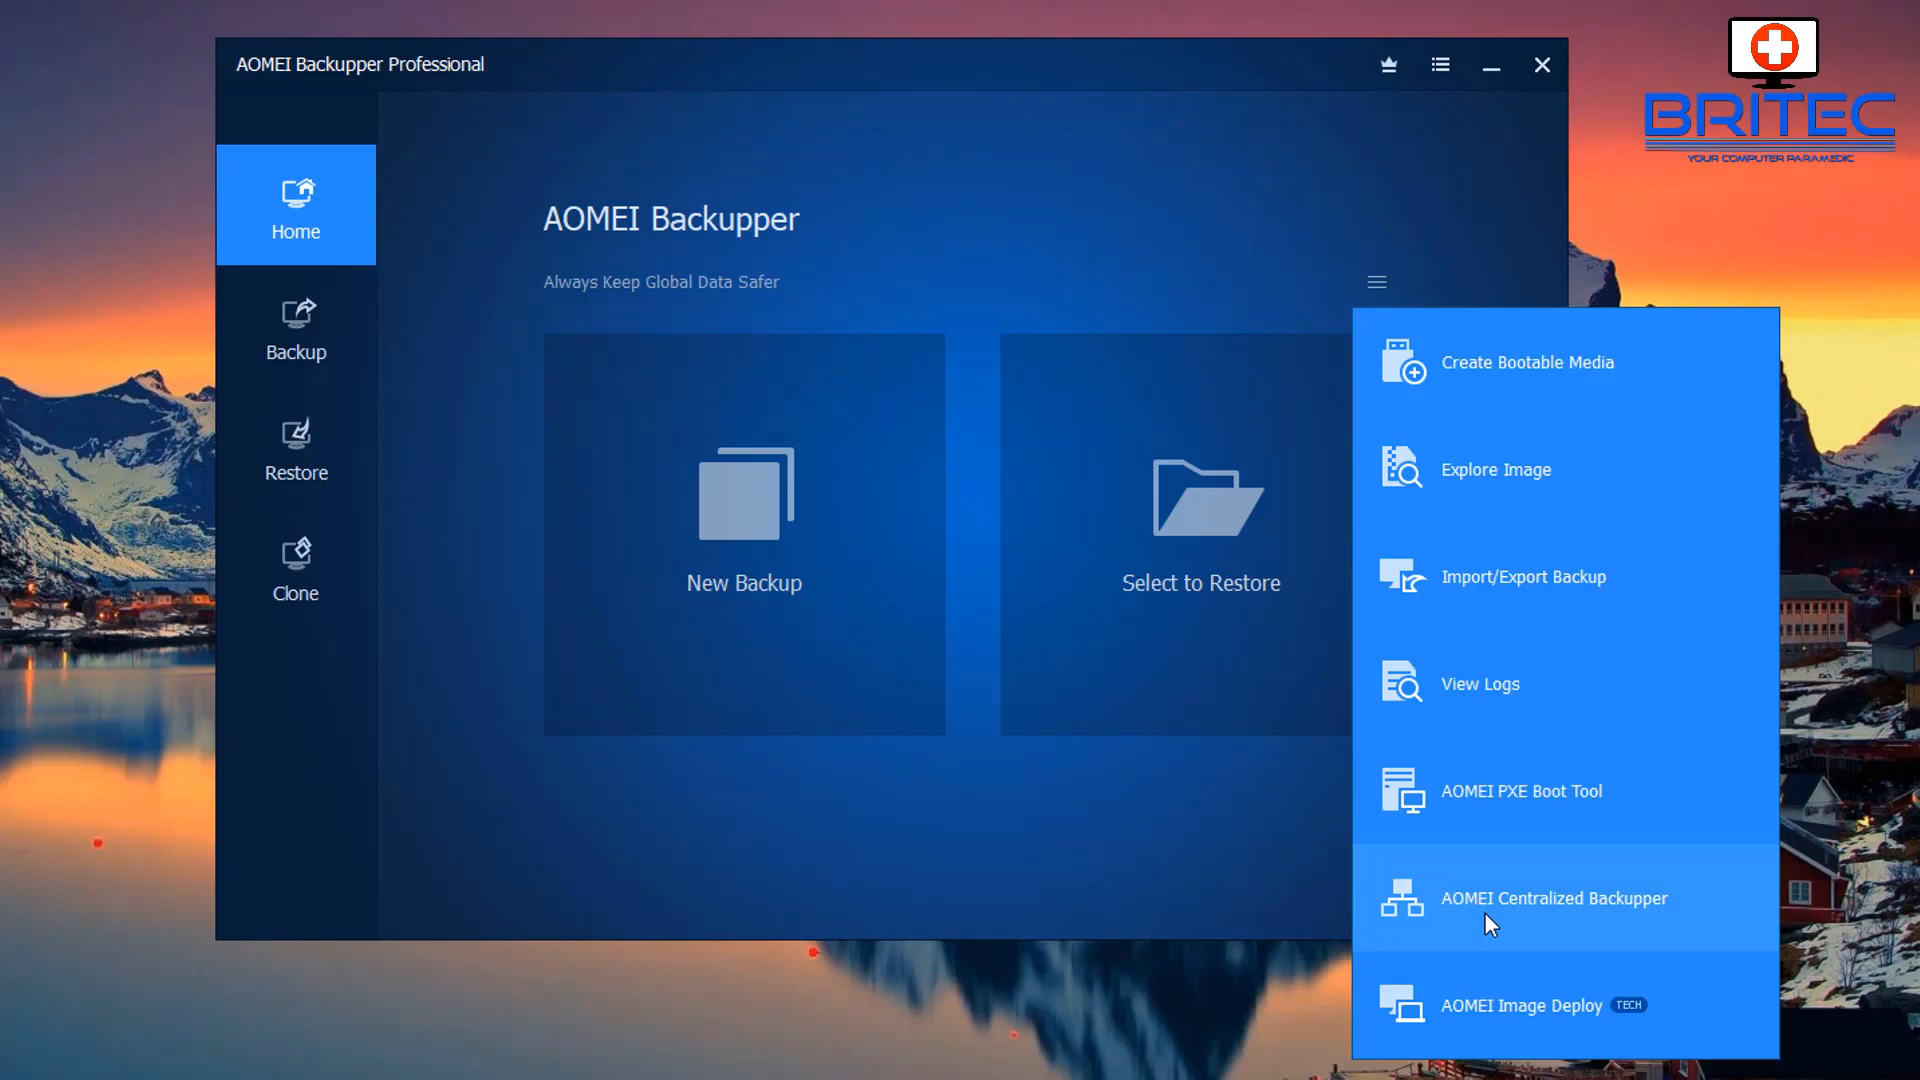 AOMEI Backupper Professional
BRITEC
YOUR COMPUTER PARAMEDIC
Home
Backup
Restore
Clone
AOMEI Backupper
Always Keep Global Data Safer
New Backup
Select to Restore
Create Bootable Media
Explore Image
Import/Export Backup
View Logs
AOMEI PXE Boot Tool
AOMEI Centralized Backupper
AOMEI Image Deploy TECH